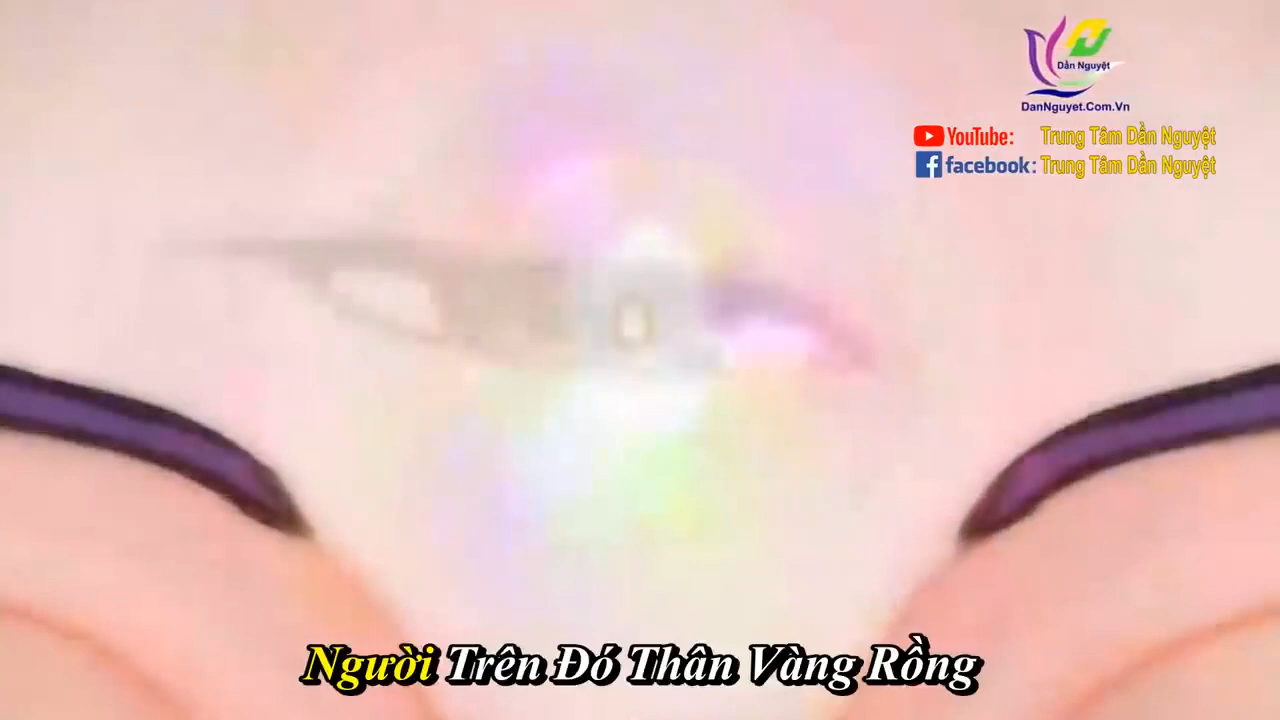 Dần Nguyệt
DanNguyet.Com.Vn
YouTube: Trung Tâm Dần Nguyệt
facebook: Trung Tâm Dần Nguyệt
Người Trên Đó Thân Vàng Rồng